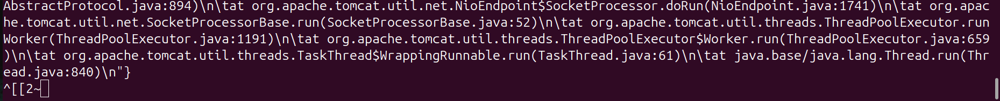 AbstractProtocol.java:894)\n\tat org.apache.tomcat.util.net.NioEndpoint$SocketProcessor.doRun(NioEndpoint.java:1741)\n\tat org.apac
he.tomcat.util.net.SocketProcessorBase.run(SocketProcessorBase.java:52)\n\tat org.apache.tomcat.util.threads.ThreadPoolExecutor.run
Worker(ThreadPoolExecutor.java:1191)\n\tat org.apache.tomcat.util.threads.ThreadPoolExecutor$Worker.run(ThreadPoolExecutor.java:659
)\n\tat org.apache.tomcat.util.threads.TaskThread$WrappingRunnable.run(TaskThread.java:61)\n\tat java.base/java.lang.Thread.run(Thr
ead.java:840)\n"}
^[[2~